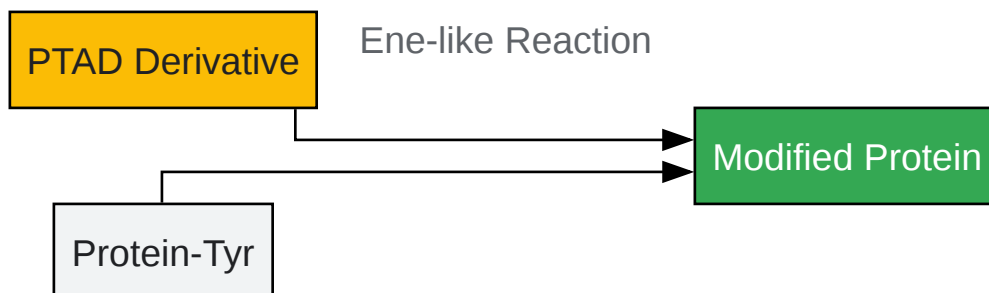 PTAD Derivative
Ene-like Reaction
Modified Protein
Protein-Tyr